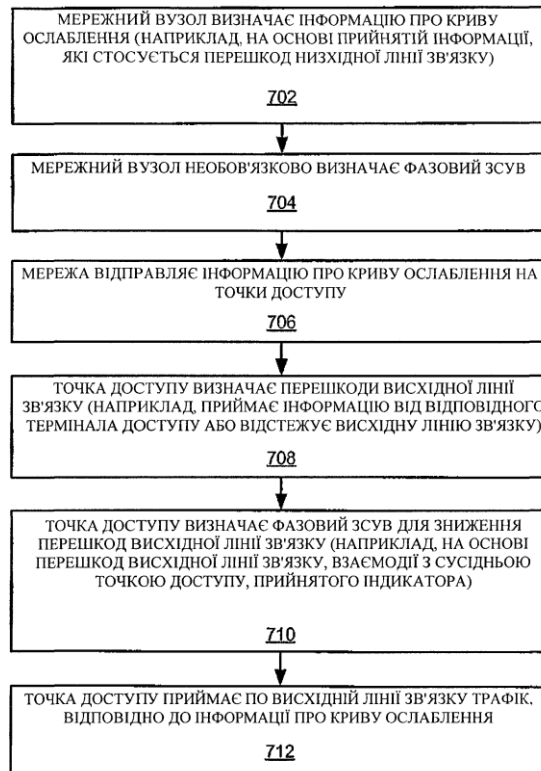 МЕРЕЖНИЙ ВУЗОЛ ВИЗНАЧАЄ ІНФОРМАЦІЮ ПРО КРИВУ
ОСЛАБЛЕННЯ (НАПРИКЛАД, НА ОСНОВІ ПРИЙНЯТІЙ ІНФОРМАЦІЇ,
ЯКІ СТОСУЄТЬСЯ ПЕРЕШКОД НИЗХІДНОЇ ЛІНІЇ ЗВ'ЯЗКУ)
702
МЕРЕЖНИЙ ВУЗОЛ НЕОБОВ'ЯЗКОВО ВИЗНАЧАЄ ФАЗОВИЙ ЗСУВ
704
МЕРЕЖА ВІДПРАВЛЯЄ ІНФОРМАЦІЮ ПРО КРИВУ ОСЛАБЛЕННЯ НА
ТОЧКИ ДОСТУПУ
706
ТОЧКА ДОСТУПУ ВИЗНАЧАЄ ПЕРЕШКОДИ ВИСХІДНОЇ ЛІНІЇ
ЗВ'ЯЗКУ (НАПРИКЛАД, ПРИЙМАЄ ІНФОРМАЦІЮ ВІД ВІДПОВІДНОГО
ТЕРМІНАЛА ДОСТУПУ АБО ВІДСТЕЖУЄ ВИСХІДНУ ЛІНІЮ ЗВ'ЯЗКУ)
708
ТОЧКА ДОСТУПУ ВИЗНАЧАЄ ФАЗОВИЙ ЗСУВ ДЛЯ ЗНИЖЕННЯ
ПЕРЕШКОД ВИСХІДНОЇ ЛІНІЇ ЗВ'ЯЗКУ (НАПРИКЛАД, НА ОСНОВІ
ПЕРЕШКОД ВИСХІДНОЇ ЛІНІЇ ЗВ'ЯЗКУ, ВЗАЄМОДІЇ З СУСІДНЬОЮ
ТОЧКОЮ ДОСТУПУ, ПРИЙНЯТОГО ІНДИКАТОРА)
710
ТОЧКА ДОСТУПУ ПРИЙМАЄ ПО ВИСХІДНІЙ ЛІНІЇ ЗВ'ЯЗКУ ТРАФІК,
ВІДПОВІДНО ДО ІНФОРМАЦІЇ ПРО КРИВУ ОСЛАБЛЕННЯ
712